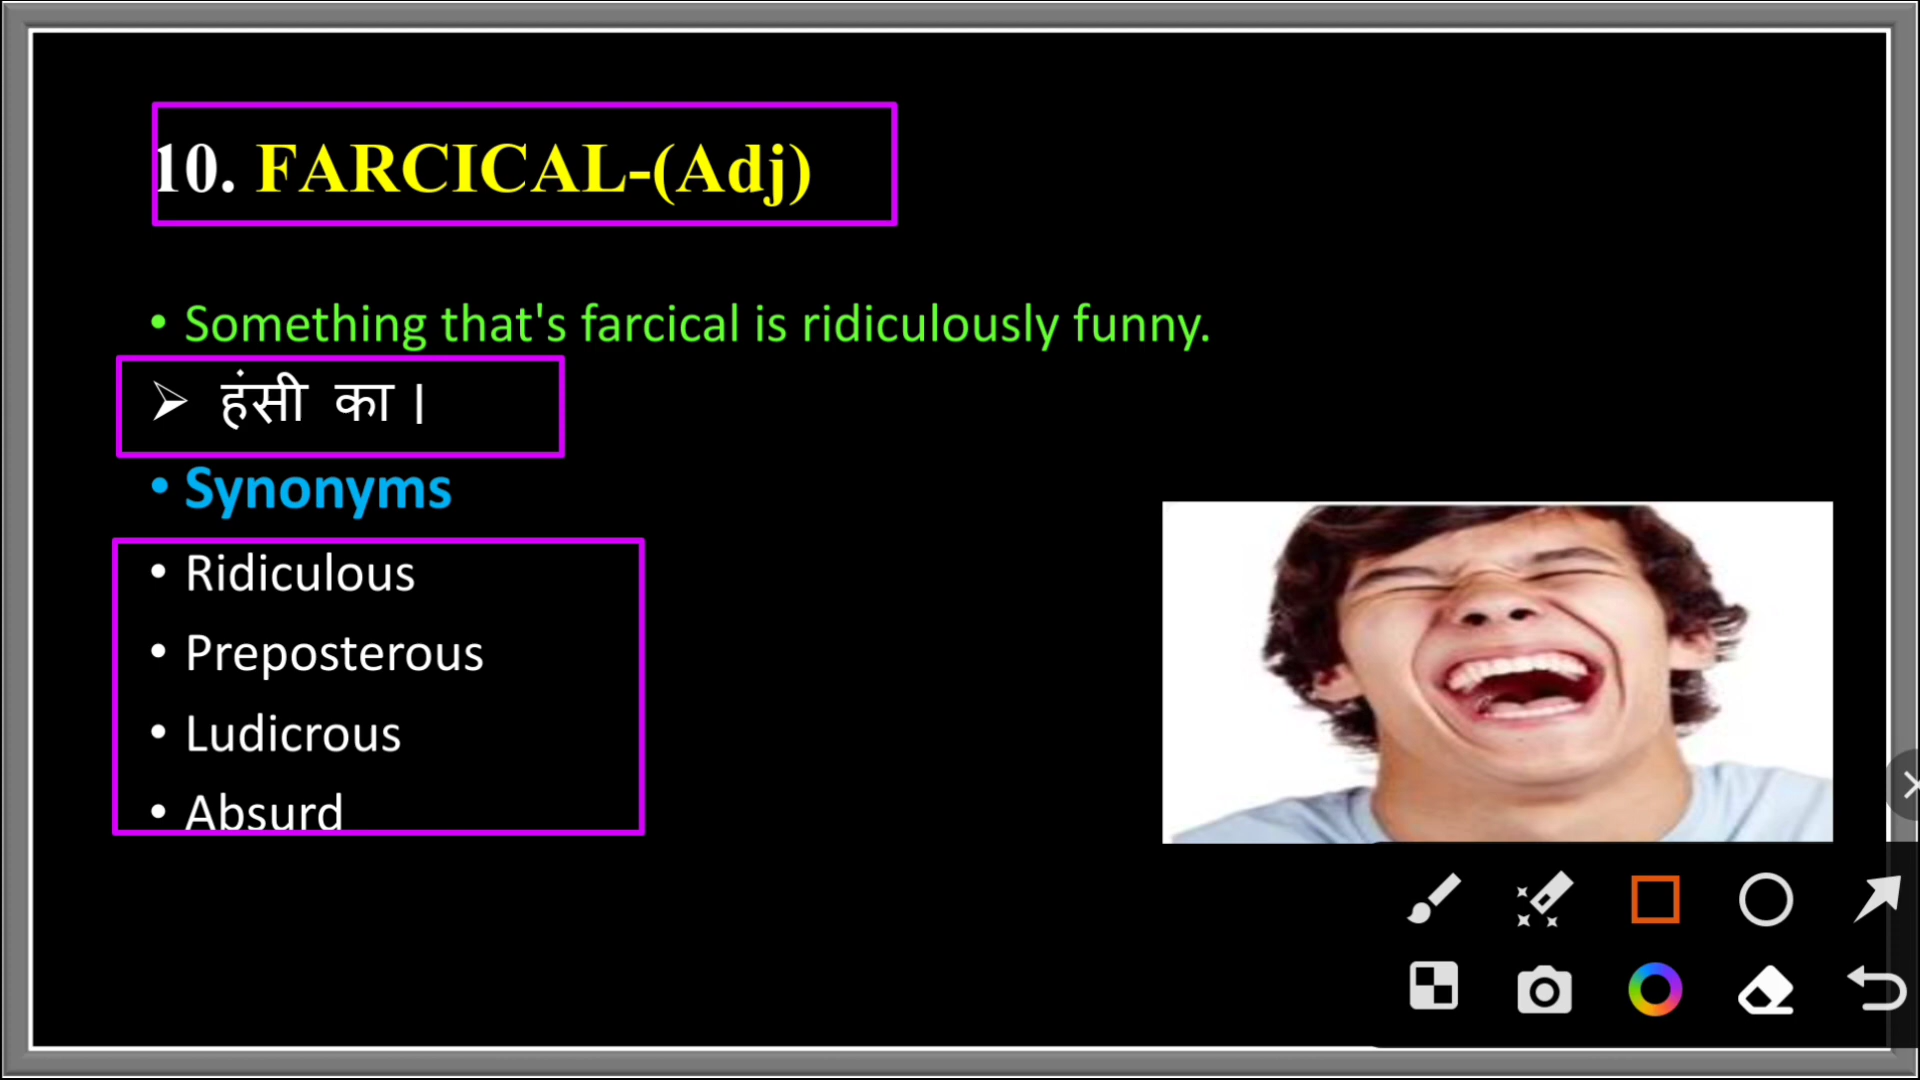 10. FARCICAL-(Adj)
• Something that's farcical is ridiculously funny.
➢ हंसी का।
• Synonyms
• Ridiculous
• Preposterous
• Ludicrous
• Absurd